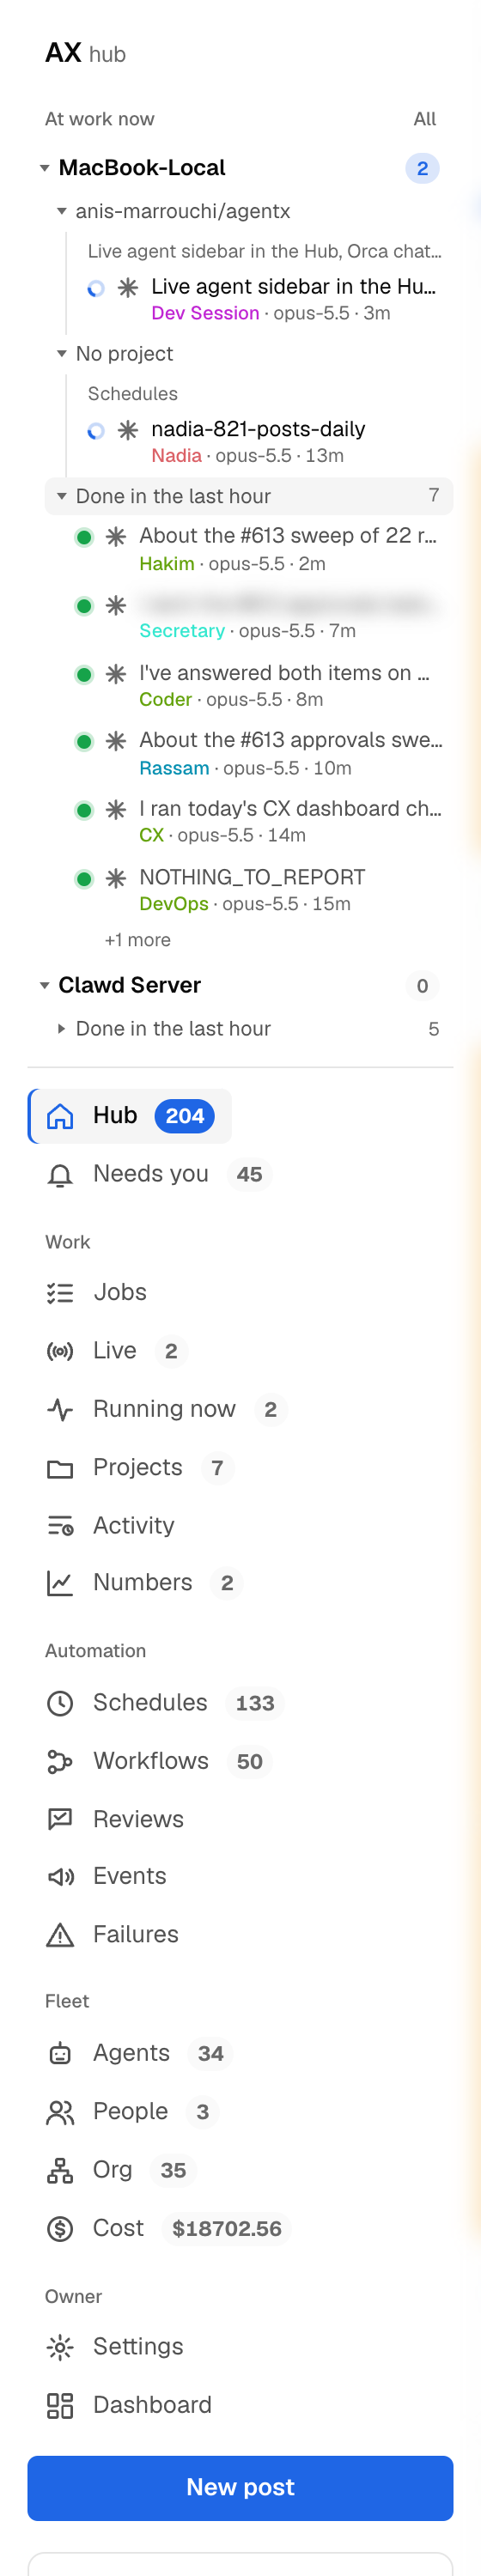 AX hub
At work now All
MacBook-Local 2
anis-marrouchi/agentx
Live agent sidebar in the Hub, Orca chat...
Live agent sidebar in the Hu...
Dev Session · opus-5.5 · 3m
No project
Schedules
nadia-821-posts-daily
Nadia · opus-5.5 · 13m
Done in the last hour 7
About the #613 sweep of 22 r...
Hakim · opus-5.5 · 2m
Secretary · opus-5.5 · 7m
I've answered both items on ...
Coder · opus-5.5 · 8m
About the #613 approvals swe...
Rassam · opus-5.5 · 10m
I ran today's CX dashboard ch...
CX · opus-5.5 · 14m
NOTHING_TO_REPORT
DevOps · opus-5.5 · 15m
+1 more
Clawd Server 0
Done in the last hour 5
Hub 204
Needs you 45
Work
Jobs
Live 2
Running now 2
Projects 7
Activity
Numbers 2
Automation
Schedules 133
Workflows 50
Reviews
Events
Failures
Fleet
Agents 34
People 3
Org 35
Cost $18702.56
Owner
Settings
Dashboard
New post